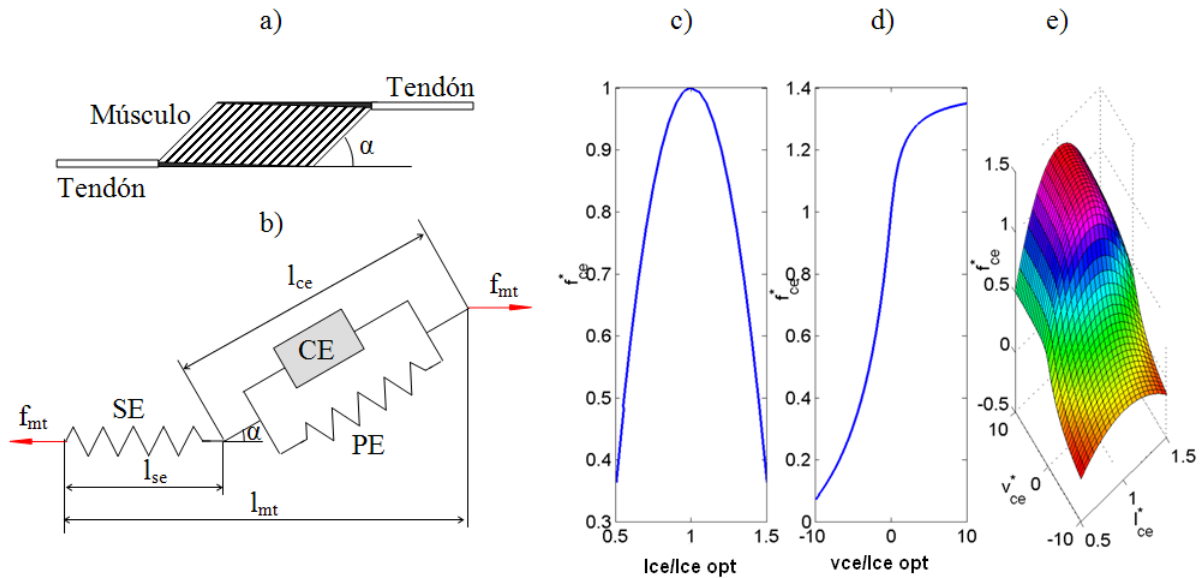 a)
Tendón
Músculo
α
Tendón
b)
l_ce
f_mt
CE
SE
f_mt
α
PE
l_se
l_mt
c)
f*_ce
1
0.9
0.8
0.7
0.6
0.5
0.4
0.3
0.5
1
1.5
lce/lce opt
d)
f*_ce
1.4
1.2
1
0.8
0.6
0.4
0.2
0
-10
0
10
vce/lce opt
e)
f*_ce
1.5
1
0.5
0
-0.5
10
0
-10
v*_ce
0.5
1
1.5
l*_ce